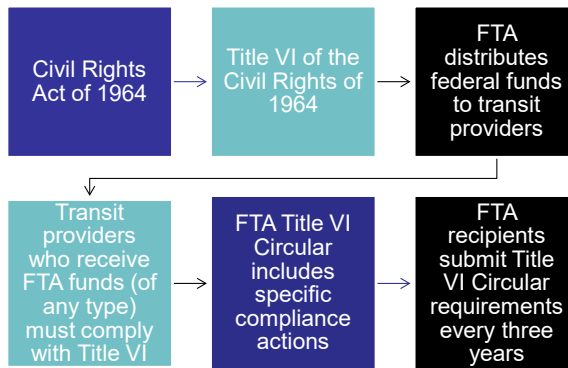 Civil Rights
Act of 1964
Title VI of the
Civil Rights of
1964
FTA
distributes
federal funds
to transit
providers
Transit
providers
who receive
FTA funds (of
any type)
must comply
with Title VI
FTA Title VI
Circular
includes
specific
compliance
actions
FTA
recipients
submit Title
VI Circular
requirements
every three
years